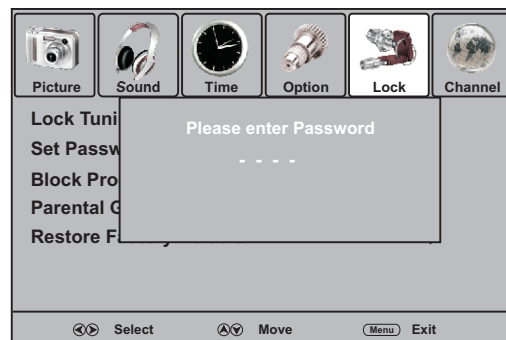 Picture Sound Time Option Lock Channel
Lock Tuni
Please enter Password
Set Passw
- - - -
Block Pro
Parental G
Restore F
Select Move Menu Exit